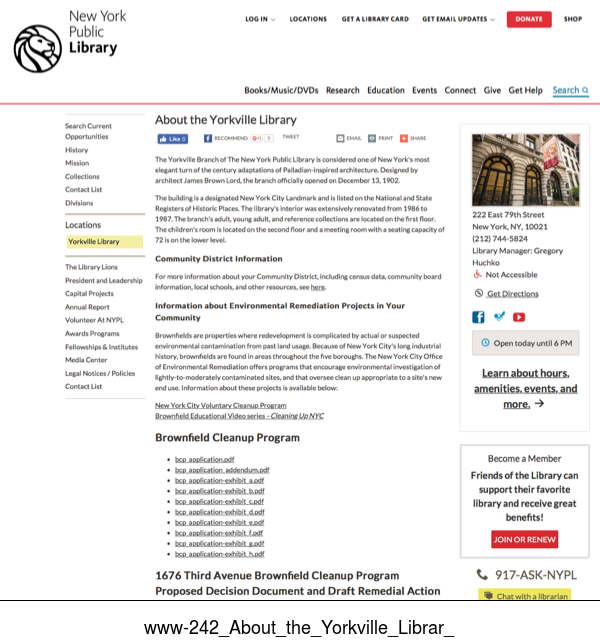 New York
Public
Library
LOG IN LOCATIONS GET A LIBRARY CARD GET EMAIL UPDATES DONATE SHOP
Books/Music/DVDs Research Education Events Connect Give Get Help Search
Search Current
Opportunities
History
Mission
Collections
Contact List
Divisions
Locations
Yorkville Library
The Library Lions
President and Leadership
Capital Projects
Annual Report
Volunteer At NYPL
Awards Programs
Fellowships & Institutes
Media Center
Legal Notices / Policies
Contact List
About the Yorkville Library
Like 0 RECOMMEND G+1 0 TWEET EMAIL PRINT SHARE
The Yorkville Branch of The New York Public Library is considered one of New York's most
elegant turn of the century adaptations of Palladian-inspired architecture. Designed by
architect James Brown Lord, the branch officially opened on December 13, 1902.
The building is a designated New York City Landmark and is listed on the National and State
Registers of Historic Places. The library's interior was extensively renovated from 1986 to
1987. The branch's adult, young adult, and reference collections are located on the first floor.
The children's room is located on the second floor and a meeting room with a seating capacity of
72 is on the lower level.
Community District Information
For more information about your Community District, including census data, community board
information, local schools, and other resources, see here.
Information about Environmental Remediation Projects in Your
Community
Brownfields are properties where redevelopment is complicated by actual or suspected
environmental contamination from past land usage. Because of New York City's long industrial
history, brownfields are found in areas throughout the five boroughs. The New York City Office
of Environmental Remediation offers programs that encourage environmental investigation of
lightly-to-moderately contaminated sites, and that oversee clean up appropriate to a site's new
end use. Information about these projects is available below:
New York City Voluntary Cleanup Program
Brownfield Educational Video series - Cleaning Up NYC
Brownfield Cleanup Program
bcp_application.pdf
bcp_application_addendum.pdf
bcp_application-exhibit_a.pdf
bcp_application-exhibit_b.pdf
bcp_application-exhibit_c.pdf
bcp_application-exhibit_d.pdf
bcp_application-exhibit_e.pdf
bcp_application-exhibit_f.pdf
bcp_application-exhibit_g.pdf
bcp_application-exhibit_h.pdf
1676 Third Avenue Brownfield Cleanup Program
Proposed Decision Document and Draft Remedial Action
222 East 79th Street
New York, NY, 10021
(212) 744-5824
Library Manager: Gregory
Huchko
Not Accessible
Get Directions
Open today until 6 PM
Learn about hours,
amenities, events, and
more. →
Become a Member
Friends of the Library can
support their favorite
library and receive great
benefits!
JOIN OR RENEW
917-ASK-NYPL
Chat with a librarian
www-242_About_the_Yorkville_Librar_